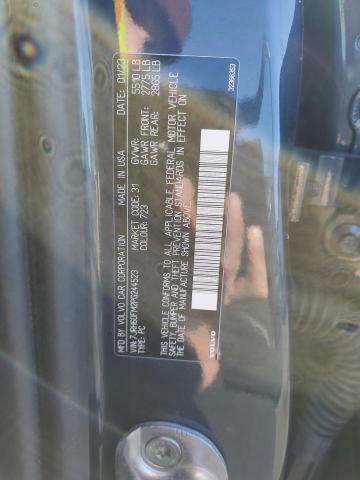 MFD BY VOLVO CAR CORPORATION MADE IN USA DATE: 01/23
VIN: 7JRH60FM2PG244523 MARKET CODE: 31 GVWR: 5510 LB
TYPE: PC COLOUR: 723 GAWR FRONT: 2775 LB
GAWR REAR: 2865 LB
THIS VEHICLE CONFORMS TO ALL APPLICABLE FEDERAL MOTOR VEHICLE
SAFETY, BUMPER AND THEFT PREVENTION STANDARDS IN EFFECT ON THE
DATE OF MANUFACTURE SHOWN ABOVE.
VOLVO